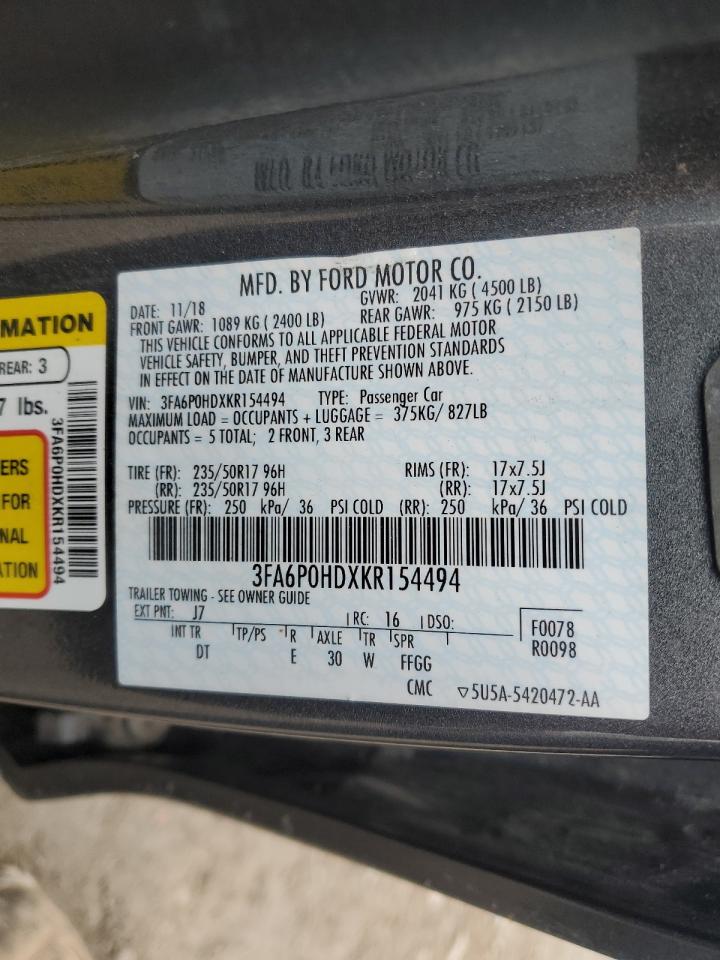 MFD. BY FORD MOTOR CO.
DATE: 11/18 GVWR: 2041 KG ( 4500 LB)
FRONT GAWR: 1089 KG ( 2400 LB) REAR GAWR: 975 KG ( 2150 LB)
THIS VEHICLE CONFORMS TO ALL APPLICABLE FEDERAL MOTOR
VEHICLE SAFETY, BUMPER, AND THEFT PREVENTION STANDARDS
IN EFFECT ON THE DATE OF MANUFACTURE SHOWN ABOVE.
VIN: 3FA6P0HDXKR154494 TYPE: Passenger Car
MAXIMUM LOAD = OCCUPANTS + LUGGAGE = 375KG/ 827LB
OCCUPANTS = 5 TOTAL; 2 FRONT, 3 REAR
TIRE (FR): 235/50R17 96H RIMS (FR): 17x7.5J
(RR): 235/50R17 96H (RR): 17x7.5J
PRESSURE (FR): 250 kPa/ 36 PSI COLD (RR): 250 kPa/ 36 PSI COLD
3FA6P0HDXKR154494
TRAILER TOWING - SEE OWNER GUIDE
EXT PNT: J7 RC: 16 DSO: F0078
INT TR TP/PS R AXLE TR SPR R0098
DT E 30 W FFGG
CMC ▽5U5A-5420472-AA
RMATION
REAR: 3
7 lbs.
ERS
FOR
NAL
TION
3FA6P0HDXKR154494